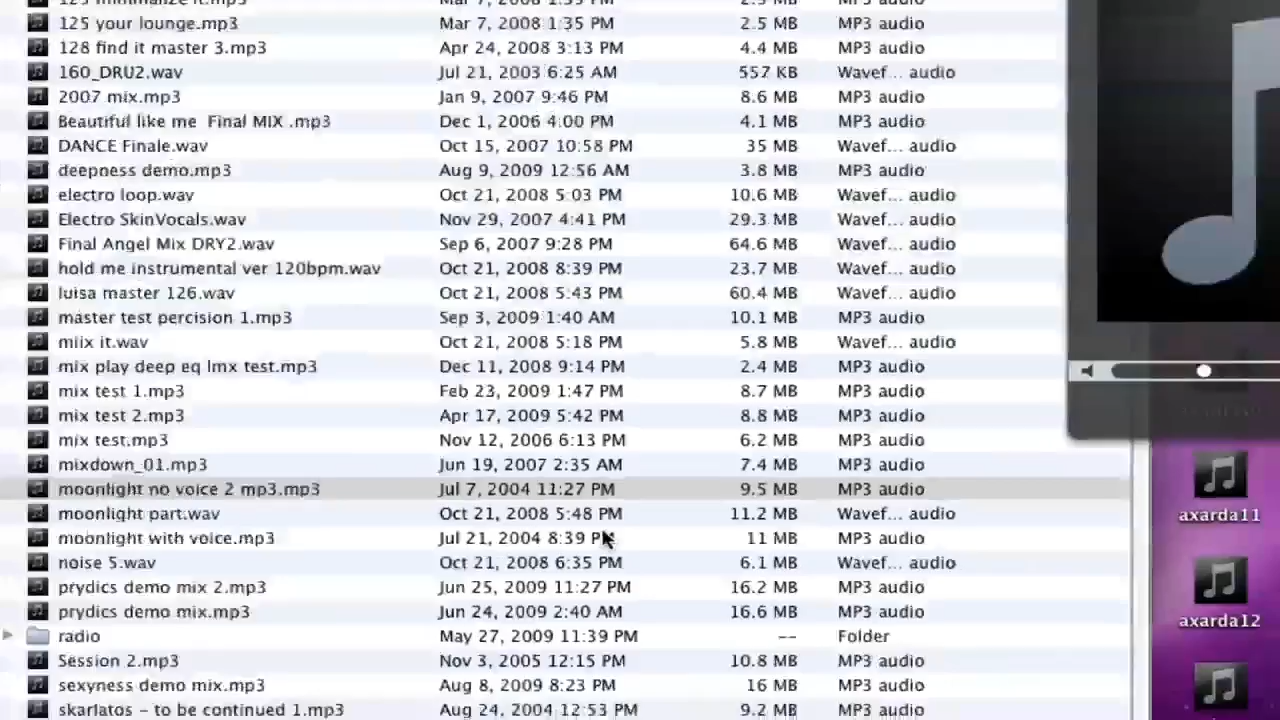 125 your lounge.mp3 Mar 7, 2008 1:35 PM 2.5 MB MP3 audio
128 find it master 3.mp3 Apr 24, 2008 3:13 PM 4.4 MB MP3 audio
160_DRU2.wav Jul 21, 2003 6:25 AM 557 KB Wavef... audio
2007 mix.mp3 Jan 9, 2007 9:46 PM 8.6 MB MP3 audio
Beautiful like me  Final MIX .mp3 Dec 1, 2006 4:00 PM 4.1 MB MP3 audio
DANCE Finale.wav Oct 15, 2007 10:58 PM 35 MB Wavef... audio
deepness demo.mp3 Aug 9, 2009 12:56 AM 3.8 MB MP3 audio
electro loop.wav Oct 21, 2008 5:03 PM 10.6 MB Wavef... audio
Electro SkinVocals.wav Nov 29, 2007 4:41 PM 29.3 MB Wavef... audio
Final Angel Mix DRY2.wav Sep 6, 2007 9:28 PM 64.6 MB Wavef... audio
hold me instrumental ver 120bpm.wav Oct 21, 2008 8:39 PM 23.7 MB Wavef... audio
luisa master 126.wav Oct 21, 2008 5:43 PM 60.4 MB Wavef... audio
master test percision 1.mp3 Sep 3, 2009 1:40 AM 10.1 MB MP3 audio
miix it.wav Oct 21, 2008 5:18 PM 5.8 MB Wavef... audio
mix play deep eq lmx test.mp3 Dec 11, 2008 9:14 PM 2.4 MB MP3 audio
mix test 1.mp3 Feb 23, 2009 1:47 PM 8.7 MB MP3 audio
mix test 2.mp3 Apr 17, 2009 5:42 PM 8.8 MB MP3 audio
mix test.mp3 Nov 12, 2006 6:13 PM 6.2 MB MP3 audio
mixdown_01.mp3 Jun 19, 2007 2:35 AM 7.4 MB MP3 audio
moonlight no voice 2 mp3.mp3 Jul 7, 2004 11:27 PM 9.5 MB MP3 audio
moonlight part.wav Oct 21, 2008 5:48 PM 11.2 MB Wavef... audio
moonlight with voice.mp3 Jul 21, 2004 8:39 PM 11 MB MP3 audio
noise 5.wav Oct 21, 2008 6:35 PM 6.1 MB Wavef... audio
prydics demo mix 2.mp3 Jun 25, 2009 11:27 PM 16.2 MB MP3 audio
prydics demo mix.mp3 Jun 24, 2009 2:40 AM 16.6 MB MP3 audio
radio May 27, 2009 11:39 PM -- Folder
Session 2.mp3 Nov 3, 2005 12:15 PM 10.8 MB MP3 audio
sexyness demo mix.mp3 Aug 8, 2009 8:23 PM 16 MB MP3 audio
skarlatos – to be continued 1.mp3 Aug 24, 2004 12:53 PM 9.2 MB MP3 audio
axarda11
axarda12